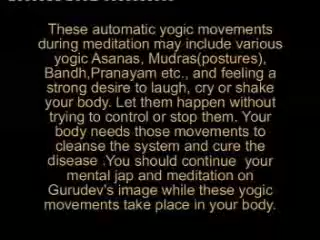 These automatic yogic movements
during meditation may include various
yogic Asanas, Mudras(postures),
Bandh,Pranayam etc., and feeling a
strong desire to laugh, cry or shake
your body. Let them happen without
trying to control or stop them. Your
body needs those movements to
cleanse the system and cure the
disease .You should continue your
mental jap and meditation on
Gurudev's image while these yogic
movements take place in your body.